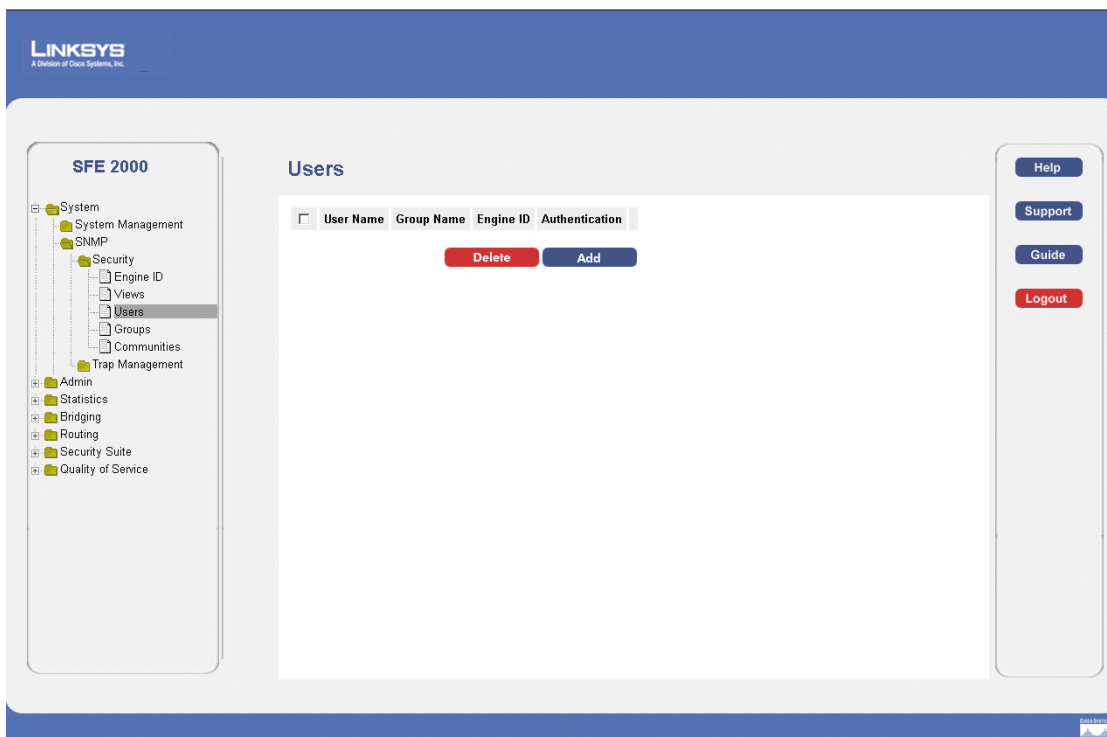 LINKSYS
A Division of Cisco Systems, Inc.
SFE 2000
System
System Management
SNMP
Security
Engine ID
Views
Users
Groups
Communities
Trap Management
Admin
Statistics
Bridging
Routing
Security Suite
Quality of Service
Users
User Name Group Name Engine ID Authentication
Delete Add
Help
Support
Guide
Logout